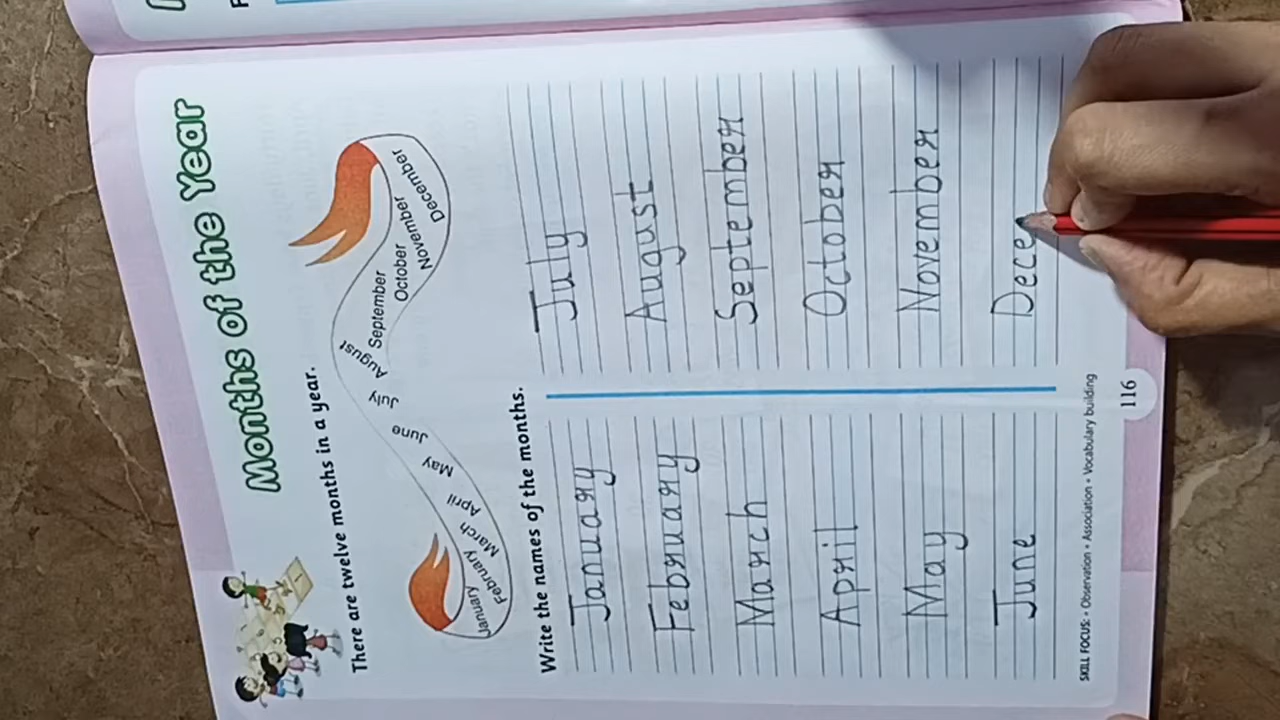 Months of the Year
There are twelve months in a year.
January
February
March
April
May
June
July
August
September
October
November
December
Write the names of the months.
January
February
March
April
May
June
July
August
September
October
November
Dece
SKILL FOCUS: • Observation • Association • Vocabulary building
116